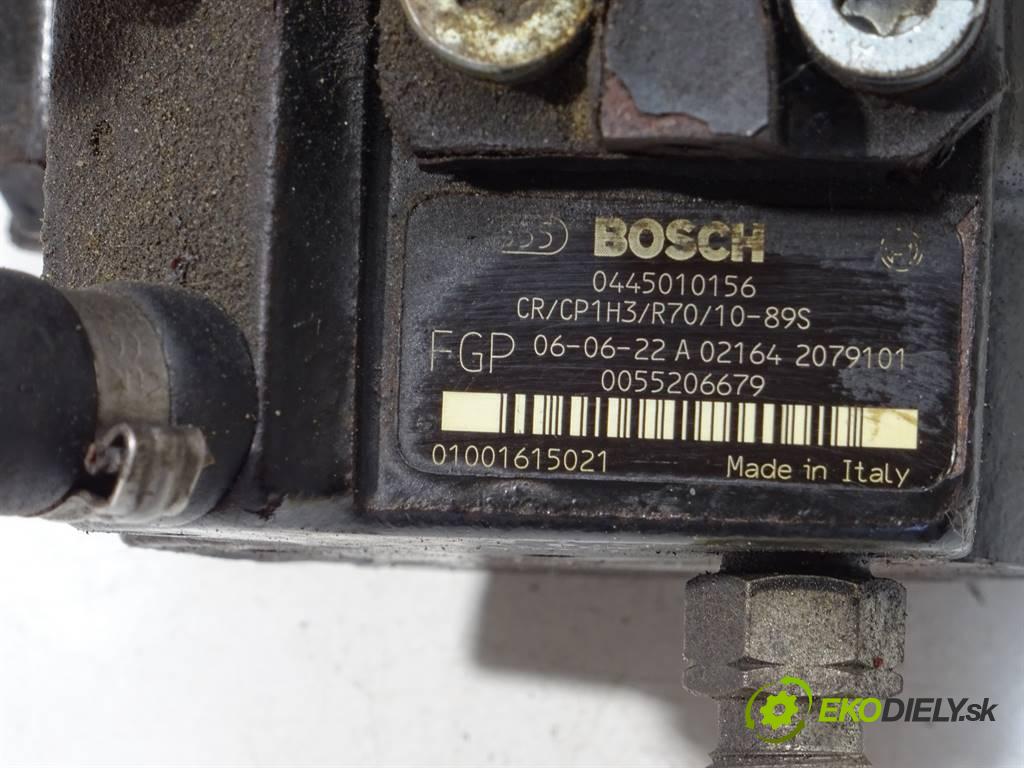 BOSCH
0445010156
CR/CP1H3/R70/10-89S
FGP 06-06-22 A 02164 2079101
0055206679
01001615021 Made in Italy
EKODIELY.sk